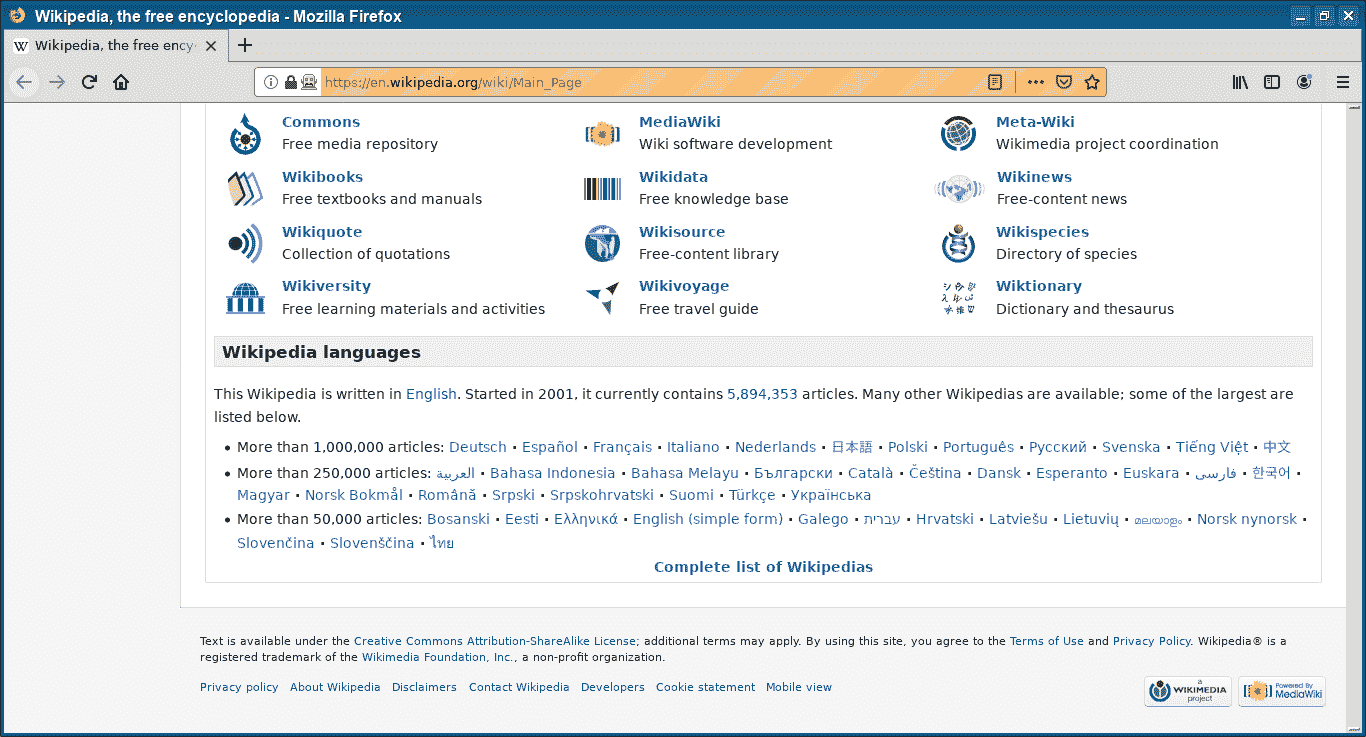 Wikipedia, the free encyclopedia - Mozilla Firefox
Wikipedia, the free ency
https://en.wikipedia.org/wiki/Main_Page
Commons
Free media repository
MediaWiki
Wiki software development
Meta-Wiki
Wikimedia project coordination
Wikibooks
Free textbooks and manuals
Wikidata
Free knowledge base
Wikinews
Free-content news
Wikiquote
Collection of quotations
Wikisource
Free-content library
Wikispecies
Directory of species
Wikiversity
Free learning materials and activities
Wikivoyage
Free travel guide
Wiktionary
Dictionary and thesaurus
Wikipedia languages
This Wikipedia is written in English. Started in 2001, it currently contains 5,894,353 articles. Many other Wikipedias are available; some of the largest are
listed below.
• More than 1,000,000 articles: Deutsch · Español · Français · Italiano · Nederlands · 日本語 · Polski · Português · Русский · Svenska · Tiếng Việt · 中文
• More than 250,000 articles: العربية · Bahasa Indonesia · Bahasa Melayu · Български · Català · Čeština · Dansk · Esperanto · Euskara · فارسی · 한국어 ·
Magyar · Norsk Bokmål · Română · Srpski · Srpskohrvatski · Suomi · Türkçe · Українська
• More than 50,000 articles: Bosanski · Eesti · Ελληνικά · English (simple form) · Galego · עברית · Hrvatski · Latviešu · Lietuvių · മലയാളം · Norsk nynorsk ·
Slovenčina · Slovenščina · ไทย
Complete list of Wikipedias
Text is available under the Creative Commons Attribution-ShareAlike License; additional terms may apply. By using this site, you agree to the Terms of Use and Privacy Policy. Wikipedia® is a
registered trademark of the Wikimedia Foundation, Inc., a non-profit organization.
Privacy policy About Wikipedia Disclaimers Contact Wikipedia Developers Cookie statement Mobile view
a
WIKIMEDIA
project
Powered By
MediaWiki